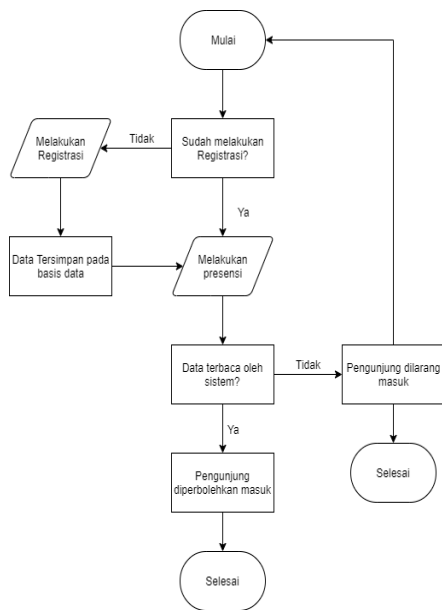 Mulai
Tidak
Melakukan
Registrasi
Sudah melakukan
Registrasi?
Ya
Data Tersimpan pada
basis data
Melakukan
presensi
Data terbaca oleh
sistem?
Tidak
Pengunjung dilarang
masuk
Ya
Pengunjung
diperbolehkan masuk
Selesai
Selesai